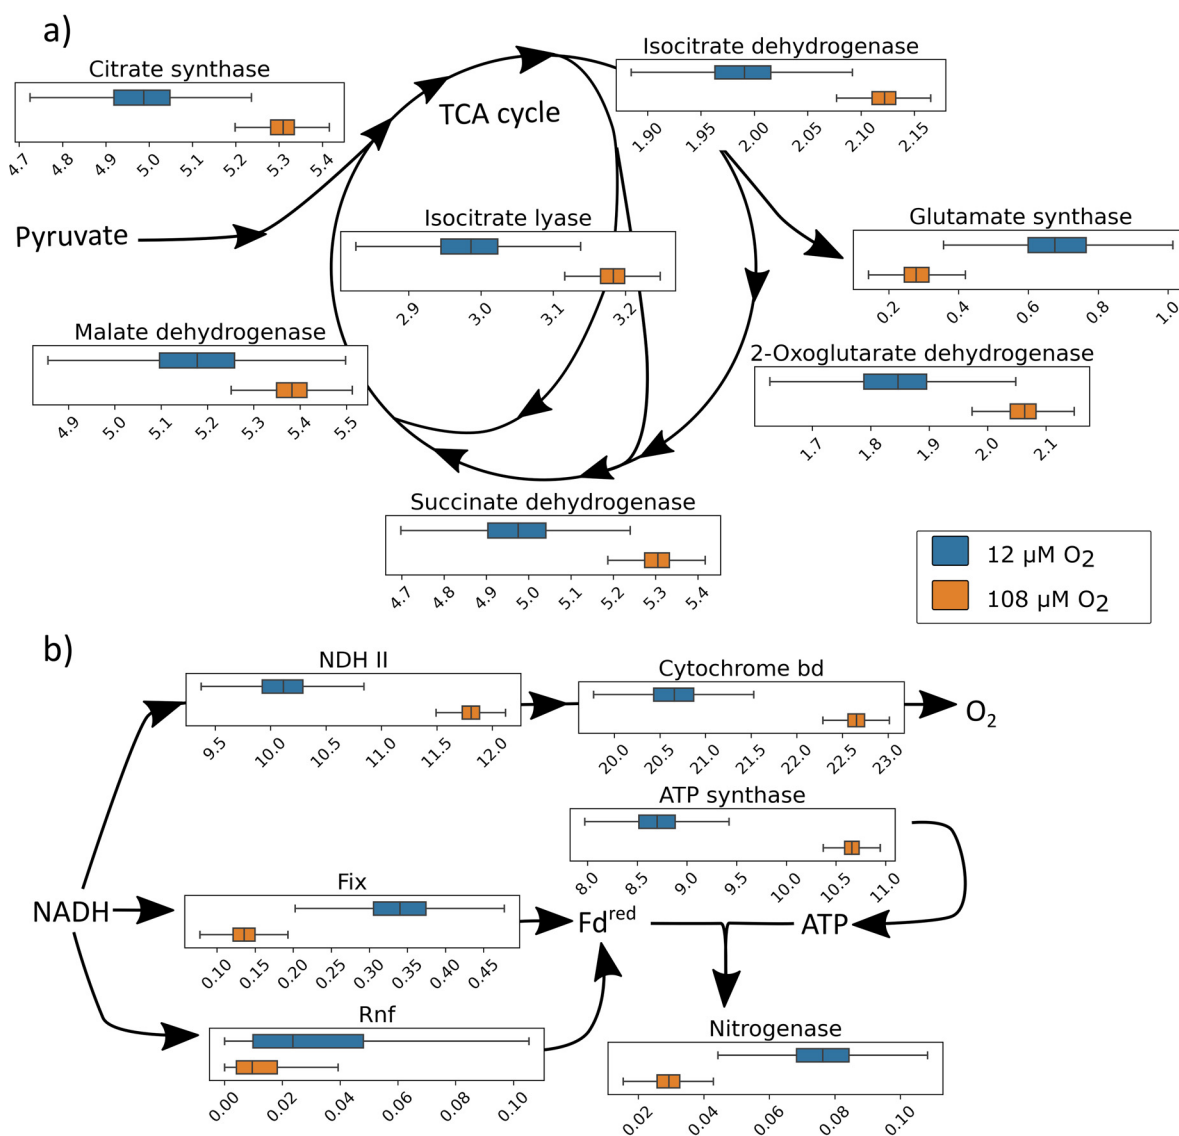 a)
Citrate synthase
4.7 4.8 4.9 5.0 5.1 5.2 5.3 5.4
TCA cycle
Isocitrate dehydrogenase
1.90 1.95 2.00 2.05 2.10 2.15
Pyruvate
Isocitrate lyase
2.9 3.0 3.1 3.2
Glutamate synthase
0.2 0.4 0.6 0.8 1.0
Malate dehydrogenase
4.9 5.0 5.1 5.2 5.3 5.4 5.5
2-Oxoglutarate dehydrogenase
1.7 1.8 1.9 2.0 2.1
Succinate dehydrogenase
4.7 4.8 4.9 5.0 5.1 5.2 5.3 5.4
12 µM O2
108 µM O2
b)
NDH II
9.5 10.0 10.5 11.0 11.5 12.0
Cytochrome bd
20.0 20.5 21.0 21.5 22.0 22.5 23.0
O2
ATP synthase
8.0 8.5 9.0 9.5 10.0 10.5 11.0
NADH
Fix
0.10 0.15 0.20 0.25 0.30 0.35 0.40 0.45
Fdred
ATP
Rnf
0.00 0.02 0.04 0.06 0.08 0.10
Nitrogenase
0.02 0.04 0.06 0.08 0.10